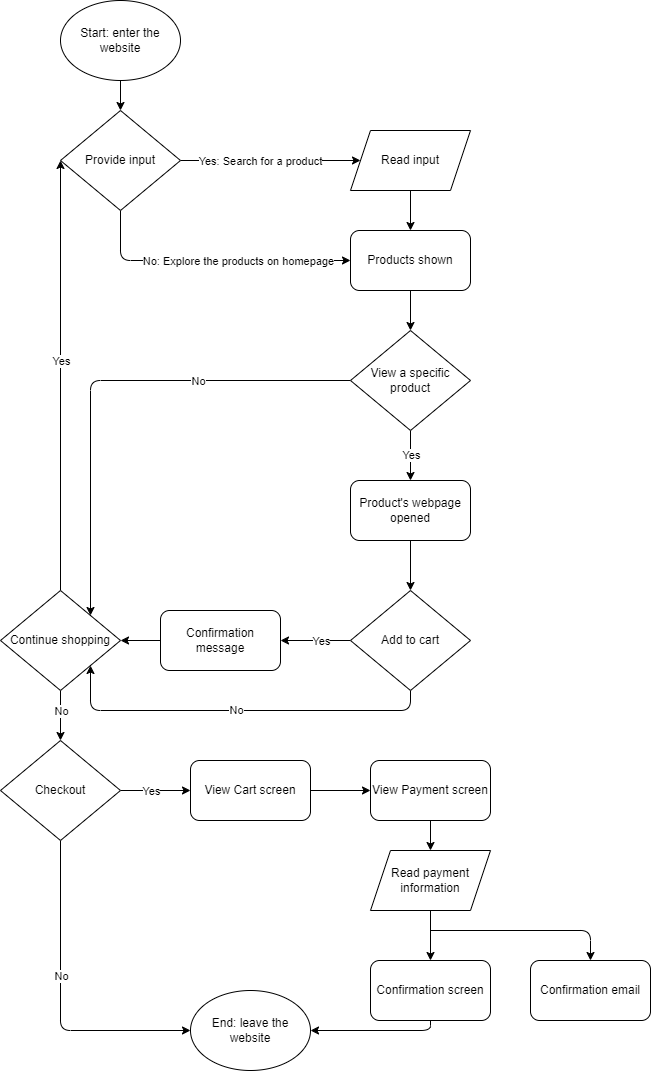 Start: enter the
website
Provide input
Yes: Search for a product
Read input
No: Explore the products on homepage
Products shown
View a specific
product
No
Yes
Yes
Product's webpage
opened
Continue shopping
Confirmation
message
Yes
Add to cart
No
No
Checkout
Yes
View Cart screen
View Payment screen
Read payment
information
No
Confirmation screen
Confirmation email
End: leave the
website